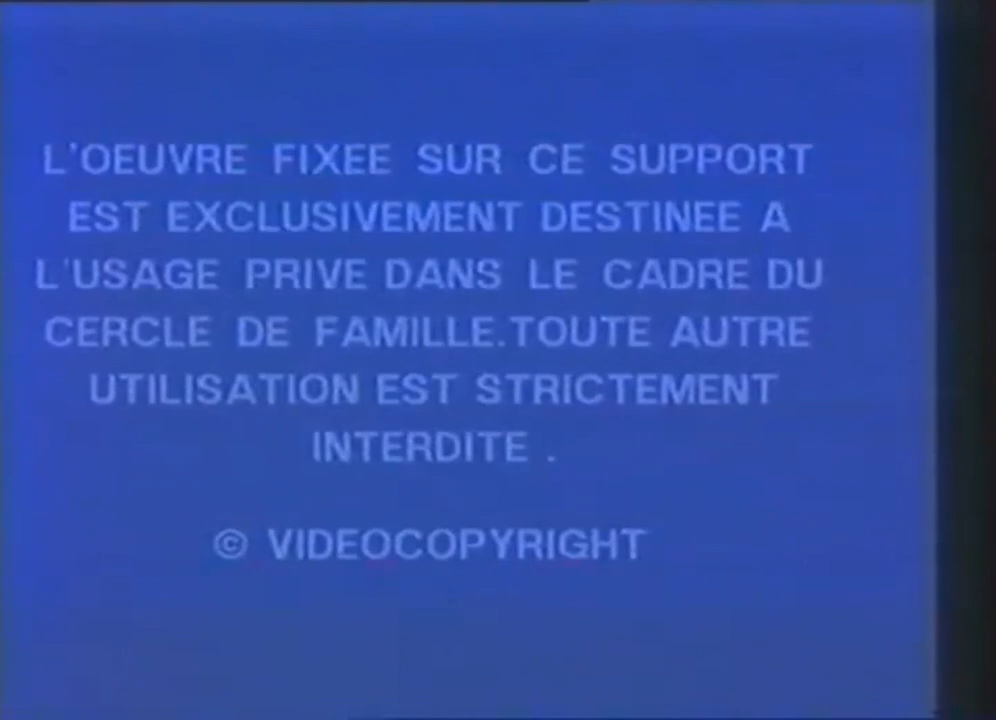 L'OEUVRE FIXEE SUR CE SUPPORT
EST EXCLUSIVEMENT DESTINEE A
L'USAGE PRIVE DANS LE CADRE DU
CERCLE DE FAMILLE.TOUTE AUTRE
UTILISATION EST STRICTEMENT
INTERDITE .
© VIDEOCOPYRIGHT